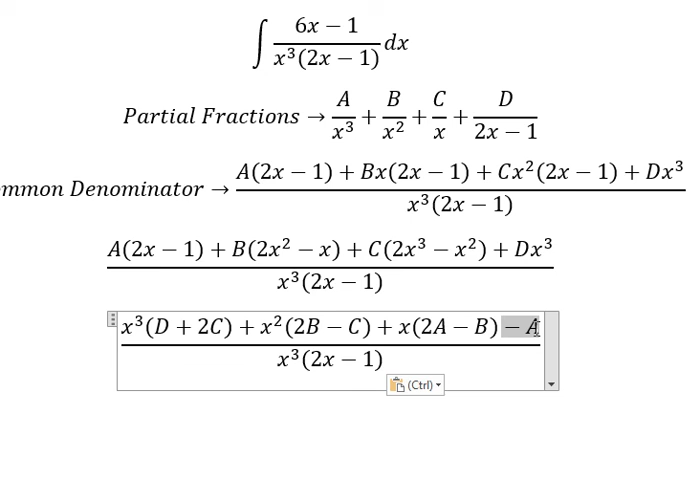 ∫ (6x − 1)/(x³(2x − 1)) dx
Partial Fractions → A/x³ + B/x² + C/x + D/(2x − 1)
mmon Denominator → (A(2x − 1) + Bx(2x − 1) + Cx²(2x − 1) + Dx³)/(x³(2x − 1))
(A(2x − 1) + B(2x² − x) + C(2x³ − x²) + Dx³)/(x³(2x − 1))
(x³(D + 2C) + x²(2B − C) + x(2A − B) − A)/(x³(2x − 1))
(Ctrl)